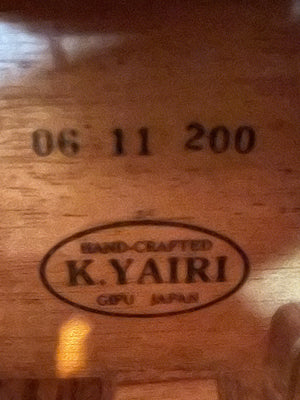 06 11 200
HAND-CRAFTED
K.YAIRI
GIFU JAPAN